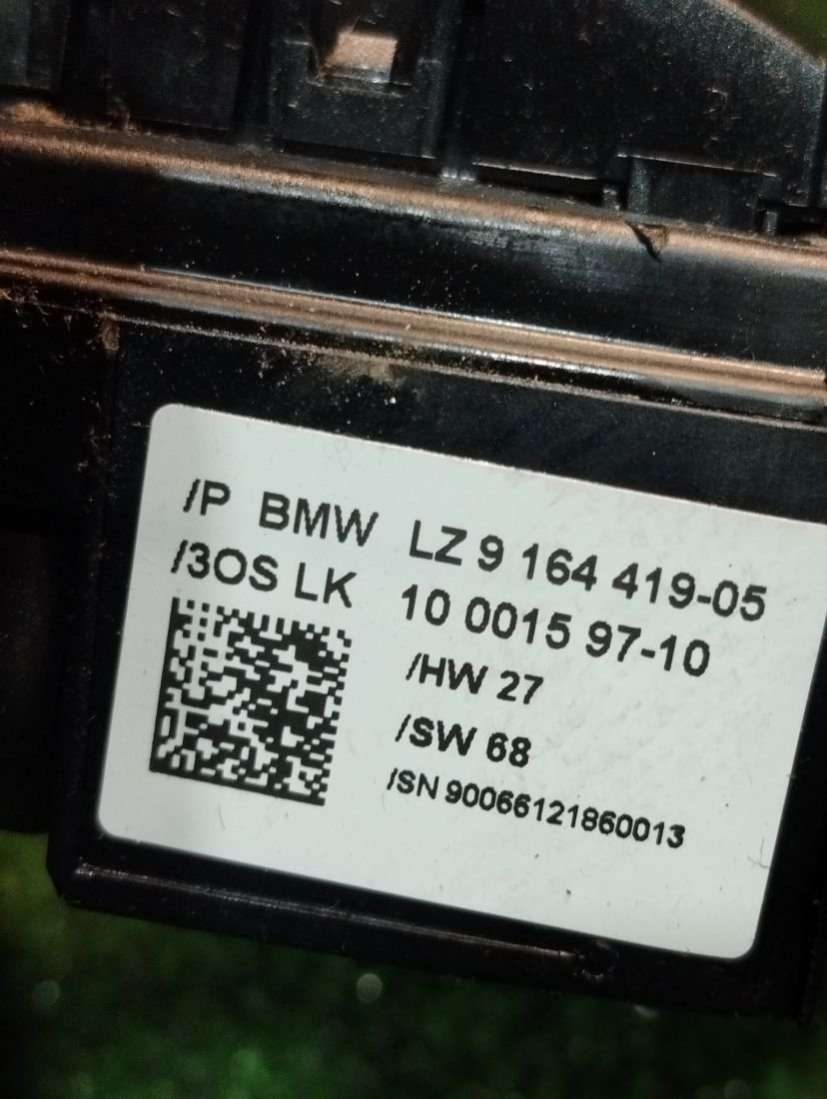 /P BMW LZ 9 164 419-05
/3OS LK 10 0015 97-10
/HW 27
/SW 68
/SN 90066121860013